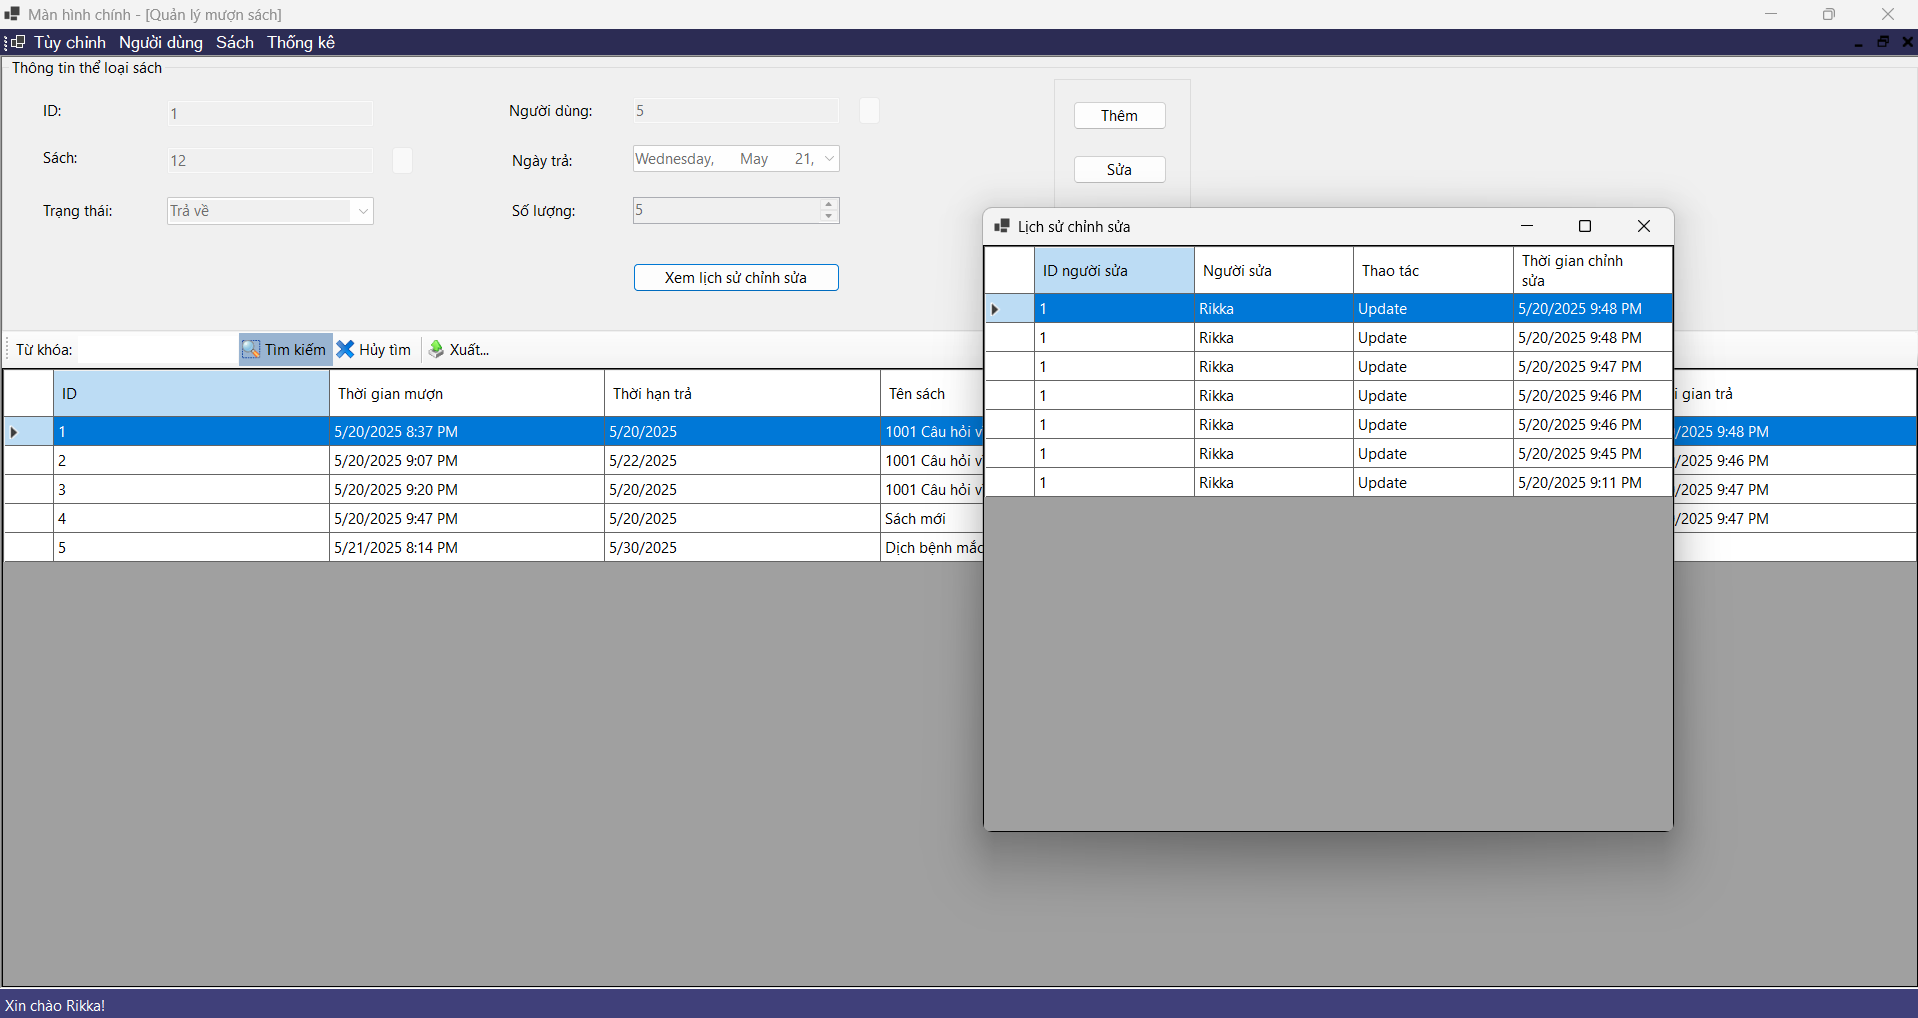 Màn hình chính - [Quản lý mượn sách]
Tùy chỉnh Người dùng Sách Thống kê
Thông tin thể loại sách
ID: 1 Người dùng: 5 Thêm
Sách: 12 Ngày trả: Wednesday, May 21, Sửa
Trạng thái: Trả về Số lượng: 5
Xem lịch sử chỉnh sửa
Từ khóa: Tìm kiếm Hủy tìm Xuất...
ID Thời gian mượn Thời hạn trả Tên sách gian trả
1 5/20/2025 8:37 PM 5/20/2025 1001 Câu hỏi /2025 9:48 PM
2 5/20/2025 9:07 PM 5/22/2025 1001 Câu hỏi /2025 9:46 PM
3 5/20/2025 9:20 PM 5/20/2025 1001 Câu hỏi /2025 9:47 PM
4 5/20/2025 9:47 PM 5/20/2025 Sách mới /2025 9:47 PM
5 5/21/2025 8:14 PM 5/30/2025 Dịch bệnh mắc
Lịch sử chỉnh sửa
ID người sửa Người sửa Thao tác Thời gian chỉnh sửa
1 Rikka Update 5/20/2025 9:48 PM
1 Rikka Update 5/20/2025 9:48 PM
1 Rikka Update 5/20/2025 9:47 PM
1 Rikka Update 5/20/2025 9:46 PM
1 Rikka Update 5/20/2025 9:46 PM
1 Rikka Update 5/20/2025 9:45 PM
1 Rikka Update 5/20/2025 9:11 PM
Xin chào Rikka!